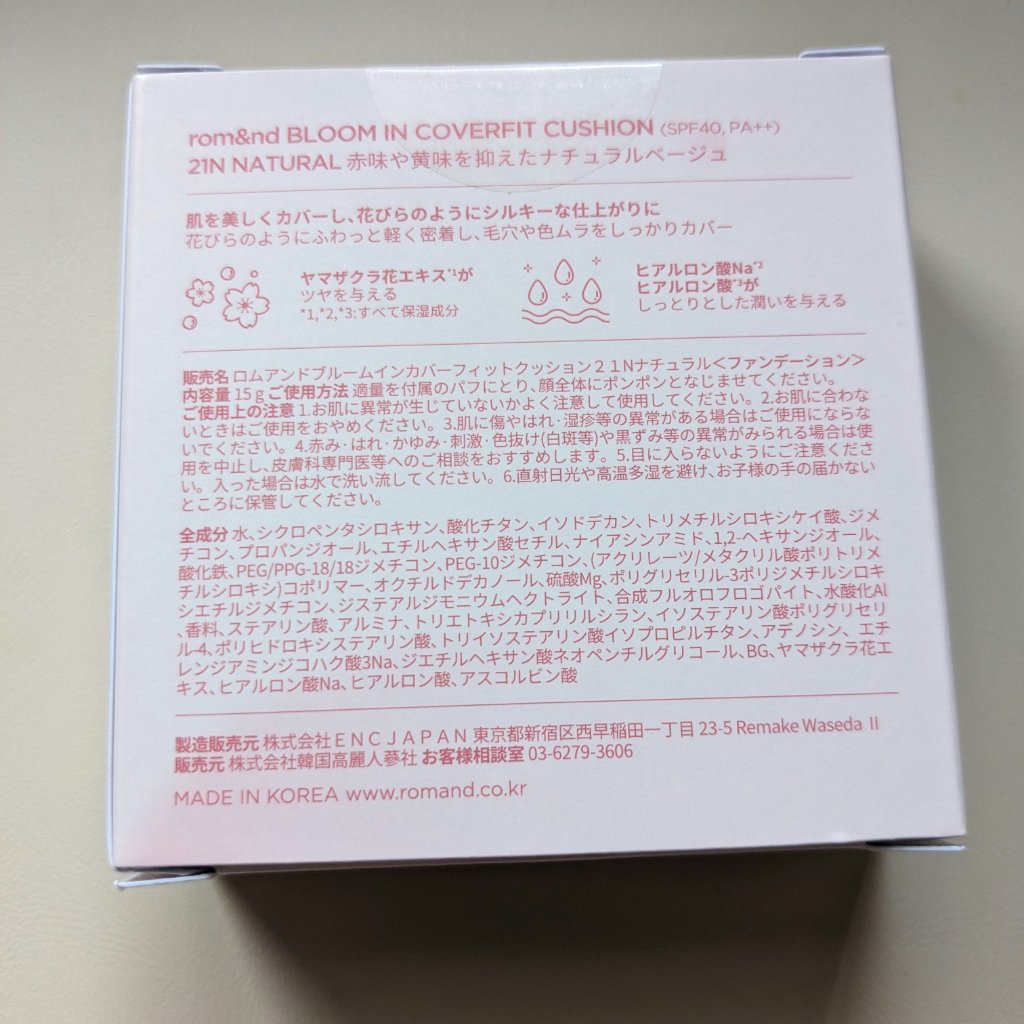 rom&nd BLOOM IN COVERFIT CUSHION (SPF40, PA++)
21N NATURAL 赤味や黄味を抑えたナチュラルベージュ
肌を美しくカバーし､花びらのようにシルキーな仕上がりに
花びらのようにふわっと軽く密着し､毛穴や色ムラをしっかりカバー
ヤマザクラ花エキス*1が
ツヤを与える
*1,*2,*3:すべて保湿成分
ヒアルロン酸Na*2
ヒアルロン酸*3が
しっとりとした潤いを与える
販売名 ロムアンドブルームインカバーフィットクッション２１Nナチュラル＜ファンデーション＞
内容量 15ｇ ご使用方法 適量を付属のパフにとり､顔全体にポンポンとなじませてください。
ご使用上の注意 1.お肌に異常が生じていないかよく注意して使用してください。2.お肌に合わな
いときはご使用をおやめください。3.肌に傷やはれ･湿疹等の異常がある場合はご使用にならな
いでください。4.赤み･はれ･かゆみ･刺激･色抜け(白斑等)や黒ずみ等の異常がみられる場合は使
用を中止し､皮膚科専門医等へのご相談をおすすめします。5.目に入らないようにご注意くださ
い。入った場合は水で洗い流してください。6.直射日光や高温多湿を避け､お子様の手の届かない
ところに保管してください。
全成分 水､シクロペンタシロキサン､酸化チタン､イソドデカン､トリメチルシロキシケイ酸､ジメ
チコン､プロパンジオール､エチルヘキサン酸セチル､ナイアシンアミド､1,2-ヘキサンジオール､
酸化鉄､PEG/PPG-18/18ジメチコン､PEG-10ジメチコン､(アクリレーツ/メタクリル酸ポリトリメ
チルシロキシ)コポリマー､オクチルドデカノール､硫酸Mg､ポリグリセリル-3ポリジメチルシロキ
シエチルジメチコン､ジステアルジモニウムヘクトライト､合成フルオロフロゴパイト､水酸化Al
､香料､ステアリン酸､アルミナ､トリエトキシカプリリルシラン､イソステアリン酸ポリグリセリ
ル-4､ポリヒドロキシステアリン酸､トリイソステアリン酸イソプロピルチタン､アデノシン､ エチ
レンジアミンジコハク酸3Na､ジエチルヘキサン酸ネオペンチルグリコール､BG､ヤマザクラ花エ
キス､ヒアルロン酸Na､ヒアルロン酸､アスコルビン酸
製造販売元 株式会社ＥＮＣＪＡＰＡＮ 東京都新宿区西早稲田一丁目 23-5 Remake Waseda Ⅱ
販売元 株式会社韓国高麗人蔘社 お客様相談室 03-6279-3606
MADE IN KOREA www.romand.co.kr